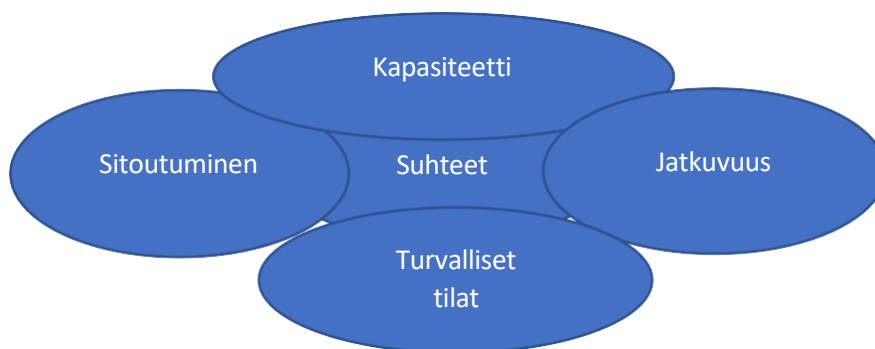 Kapasiteetti
Sitoutuminen
Suhteet
Jatkuvuus
Turvalliset
tilat